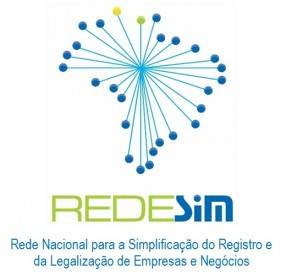 REDESiM
Rede Nacional para a Simplificação do Registro e
da Legalização de Empresas e Negócios